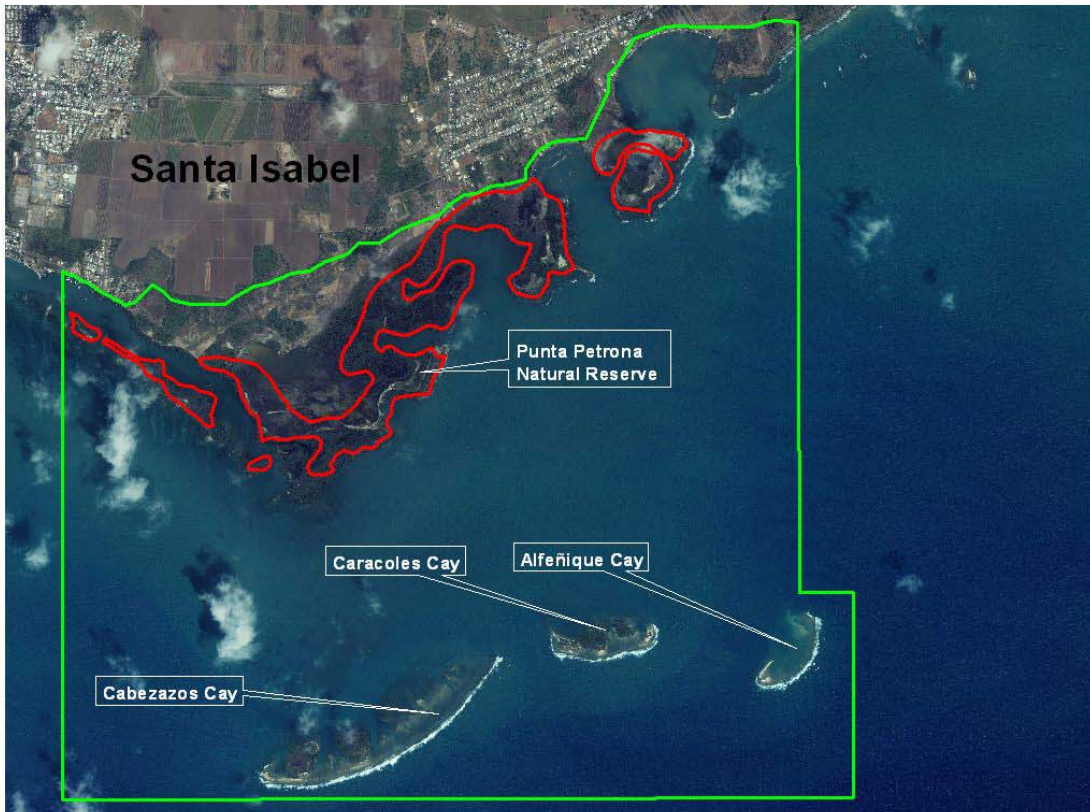 Santa Isabel
Punta Petrona
Natural Reserve
Caracoles Cay
Alfeñique Cay
Cabezazos Cay